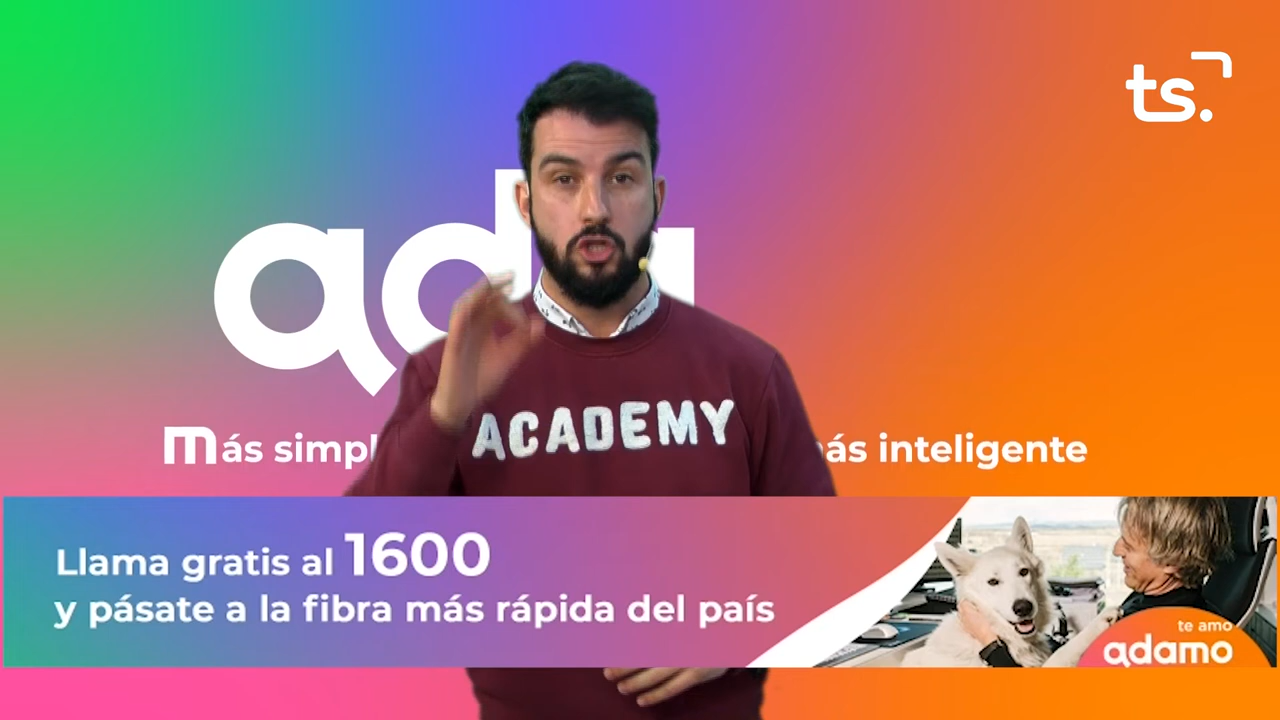 ts.
ada
ACADEMY
más simpl
más inteligente
Llama gratis al 1600
y pásate a la fibra más rápida del país
te amo
adamo